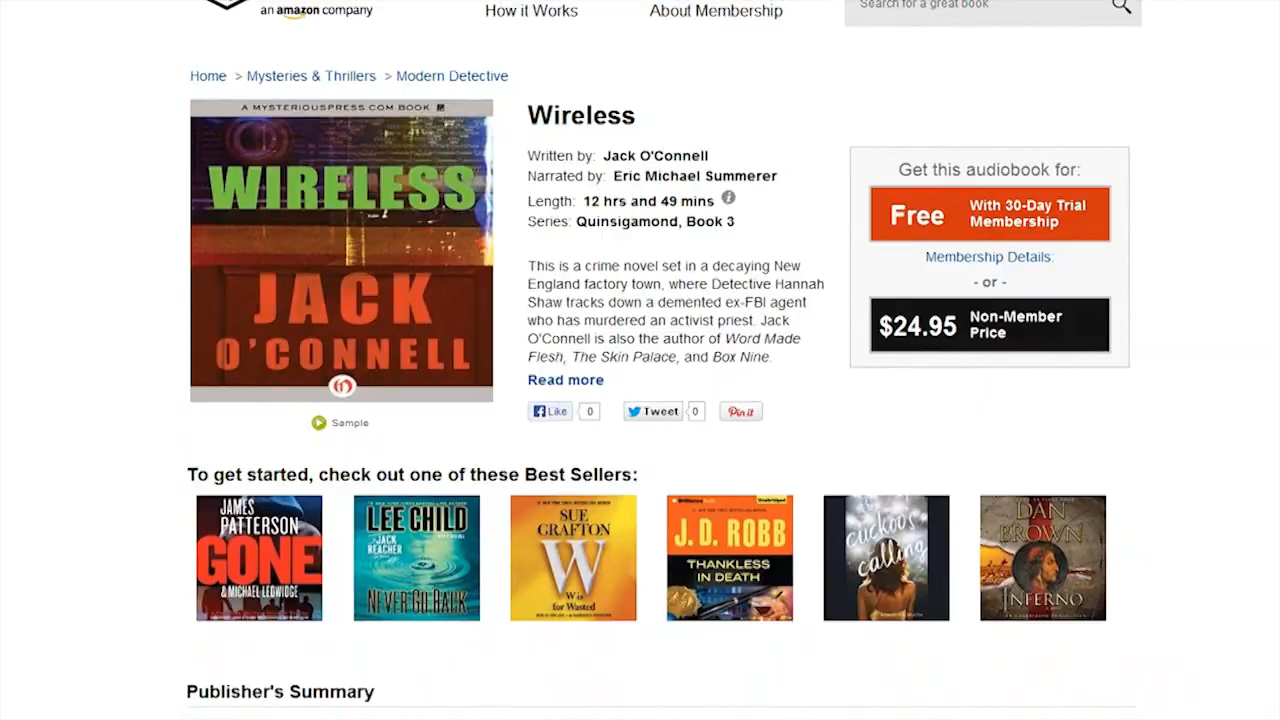 an amazon company
How it Works
About Membership
Search for a great book
Home > Mysteries & Thrillers > Modern Detective
A MYSTERIOUSPRESS.COM BOOK
WIRELESS
JACK
O'CONNELL
Sample
Wireless
Written by: Jack O'Connell
Narrated by: Eric Michael Summerer
Length: 12 hrs and 49 mins
Series: Quinsigamond, Book 3
This is a crime novel set in a decaying New
England factory town, where Detective Hannah
Shaw tracks down a demented ex-FBI agent
who has murdered an activist priest. Jack
O'Connell is also the author of Word Made
Flesh, The Skin Palace, and Box Nine.
Read more
Like 0
Tweet 0
Pin it
Get this audiobook for:
Free With 30-Day Trial
Membership
Membership Details:
- or -
$24.95 Non-Member
Price
To get started, check out one of these Best Sellers:
JAMES
PATTERSON
GONE
& MICHAEL LEDWIDGE
LEE CHILD
JACK
REACHER
NEVER GO BACK
SUE
GRAFTON
W
W is
for Wasted
Unabridged
J.D. ROBB
THANKLESS
IN DEATH
cuckoo's
calling
DAN
BROWN
INFERNO
Publisher's Summary